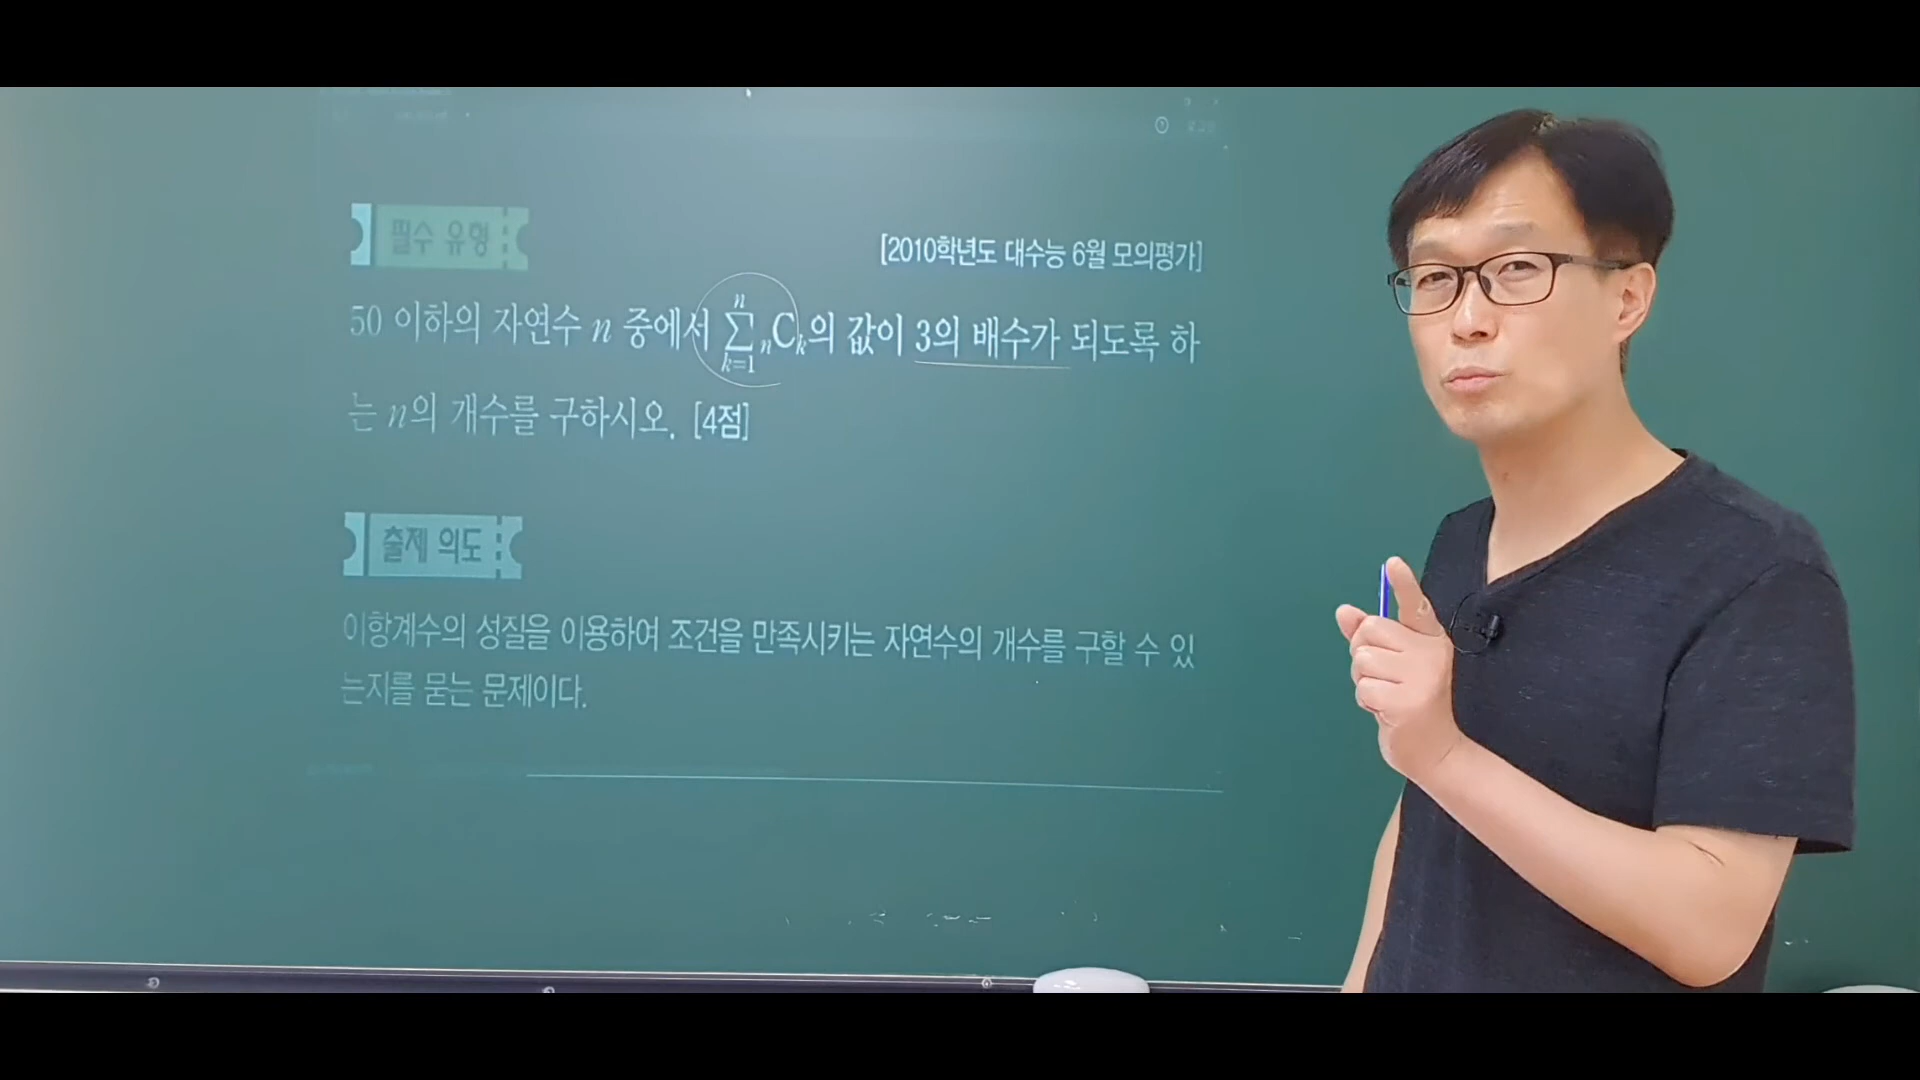 필수 유형
[2010학년도 대수능 6월 모의평가]
50 이하의 자연수 n 중에서 \sum_{k=1}^{n} {}_{n}C_{k}의 값이 3의 배수가 되도록 하
는 n의 개수를 구하시오. [4점]
출제 의도
이항계수의 성질을 이용하여 조건을 만족시키는 자연수의 개수를 구할 수 있
는지를 묻는 문제이다.